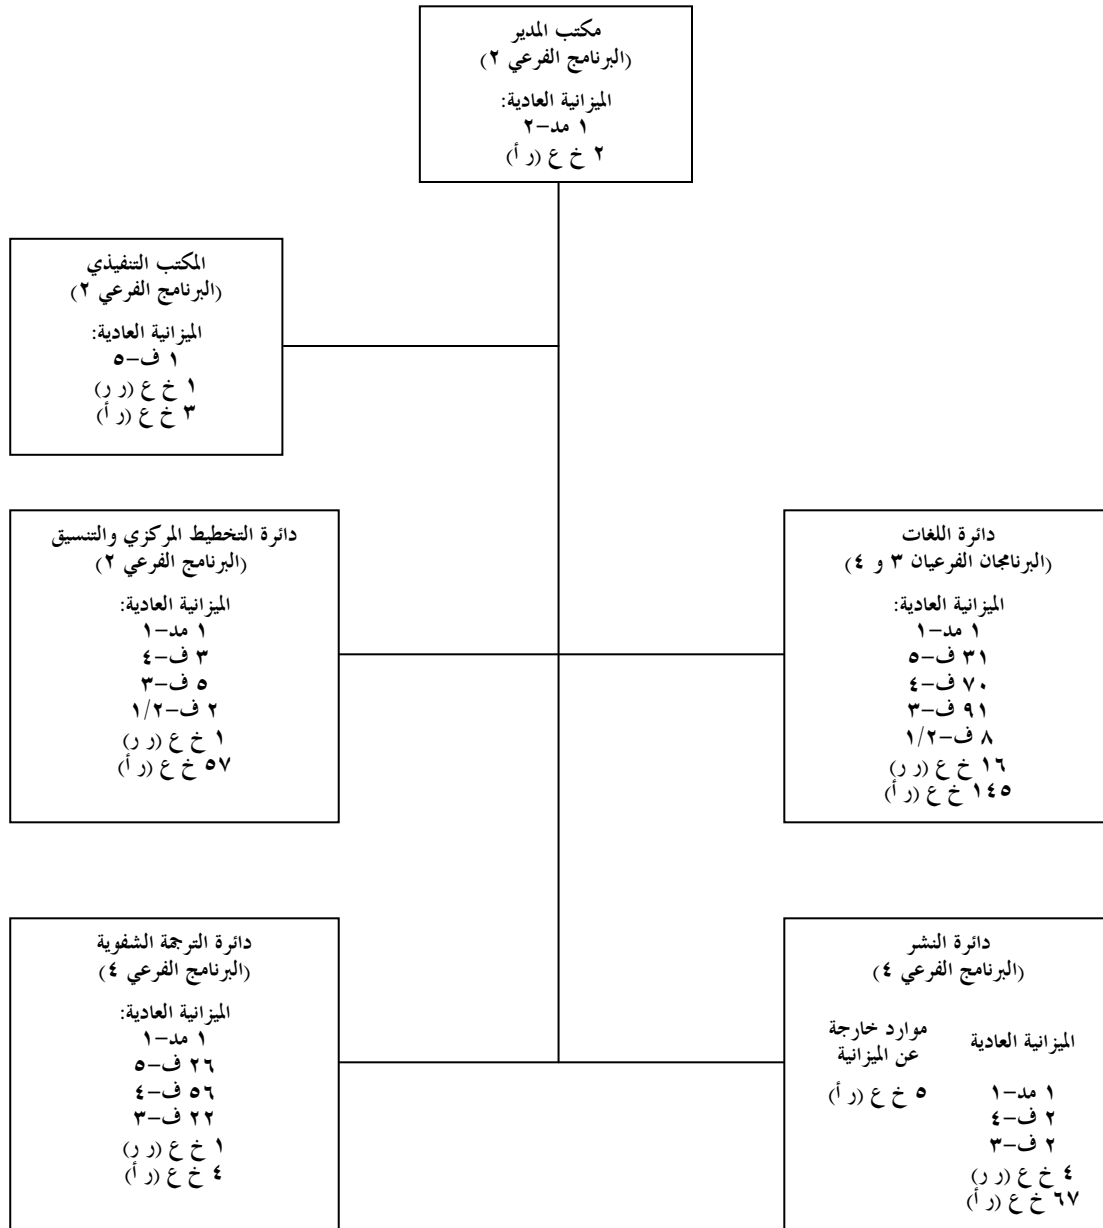 مكتب المدير
(البرنامج الفرعي ٢)
الميزانية العادية:
١ مد-٢
٢ خ ع (ر أ)
المكتب التنفيذي
(البرنامج الفرعي ٢)
الميزانية العادية:
١ ف-٥
١ خ ع (ر ر)
٣ خ ع (ر أ)
دائرة اللغات
(البرنامجان الفرعيان ٣ و ٤)
الميزانية العادية:
١ مد-١
٣١ ف-٥
٧٠ ف-٤
٩١ ف-٣
٨ ف-١/٢
١٦ خ ع (ر ر)
١٤٥ خ ع (ر أ)
دائرة التخطيط المركزي والتنسيق
(البرنامج الفرعي ٢)
الميزانية العادية:
١ مد-١
٣ ف-٤
٥ ف-٣
٢ ف-١/٢
١ خ ع (ر ر)
٥٧ خ ع (ر أ)
دائرة النشر
(البرنامج الفرعي ٤)
الميزانية العادية
١ مد-١
٢ ف-٤
٢ ف-٣
٤ خ ع (ر ر)
٦٧ خ ع (ر أ)
موارد خارجة
عن الميزانية
٥ خ ع (ر أ)
دائرة الترجمة الشفوية
(البرنامج الفرعي ٤)
الميزانية العادية:
١ مد-١
٢٦ ف-٥
٥٦ ف-٤
٢٢ ف-٣
١ خ ع (ر ر)
٤ خ ع (ر أ)